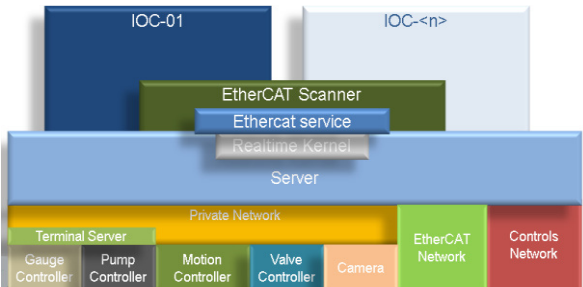 IOC-01
IOC-<n>
EtherCAT Scanner
Ethercat service
Realtime Kernel
Server
Private Network
Terminal Server
EtherCAT
Network
Controls
Network
Gauge
Controller
Pump
Controller
Motion
Controller
Valve
Controller
Camera